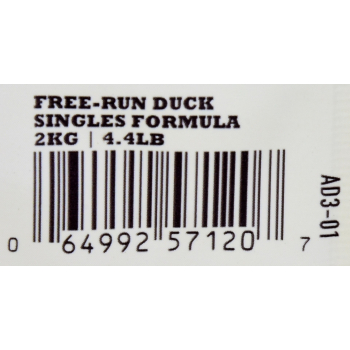 FREE-RUN DUCK
SINGLES FORMULA
2KG | 4.4LB
0 64992 57120 7
AD3-01